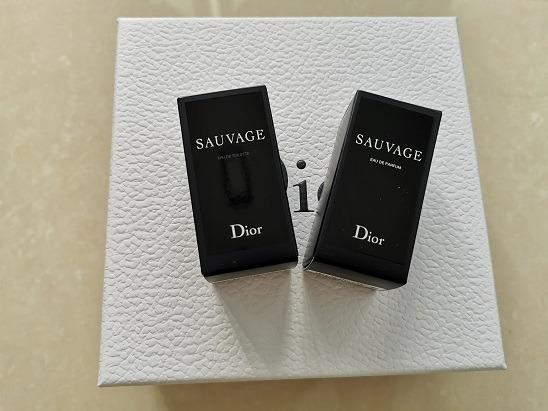 SAUVAGE
EAU DE TOILETTE
Dior
SAUVAGE
EAU DE PARFUM
Dior